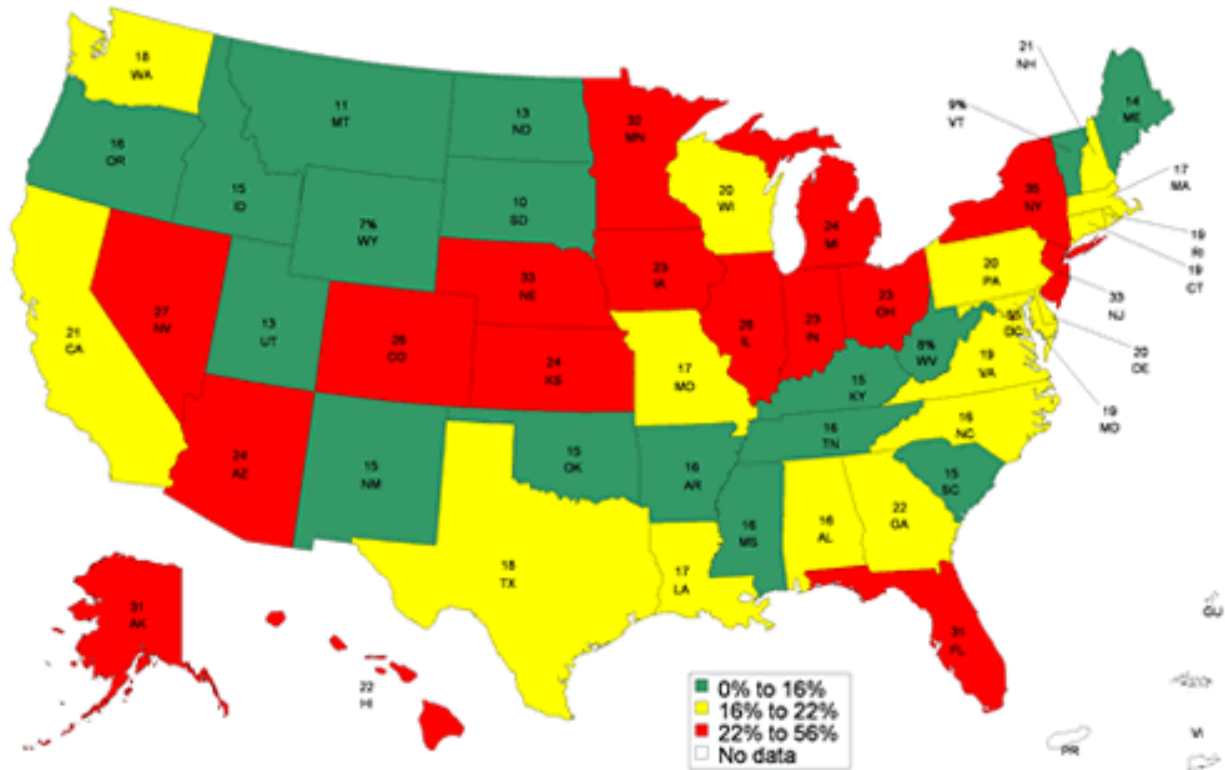 18
WA
16
OR
21
CA
27
NV
15
ID
11
MT
7%
WY
13
UT
24
AZ
26
CO
15
NM
13
ND
10
SD
33
NE
24
KS
15
OK
18
TX
32
MN
23
IA
17
MO
16
AR
17
LA
20
WI
26
IL
24
MI
23
IN
23
OH
15
KY
16
TN
16
MS
16
AL
22
GA
31
FL
15
SC
16
NC
19
VA
8%
WV
DC
20
PA
35
NY
9%
VT
21
NH
14
ME
17
MA
19
RI
19
CT
33
NJ
20
DE
19
MD
31
AK
22
HI
GU
VI
PR
0% to 16%
16% to 22%
22% to 56%
No data